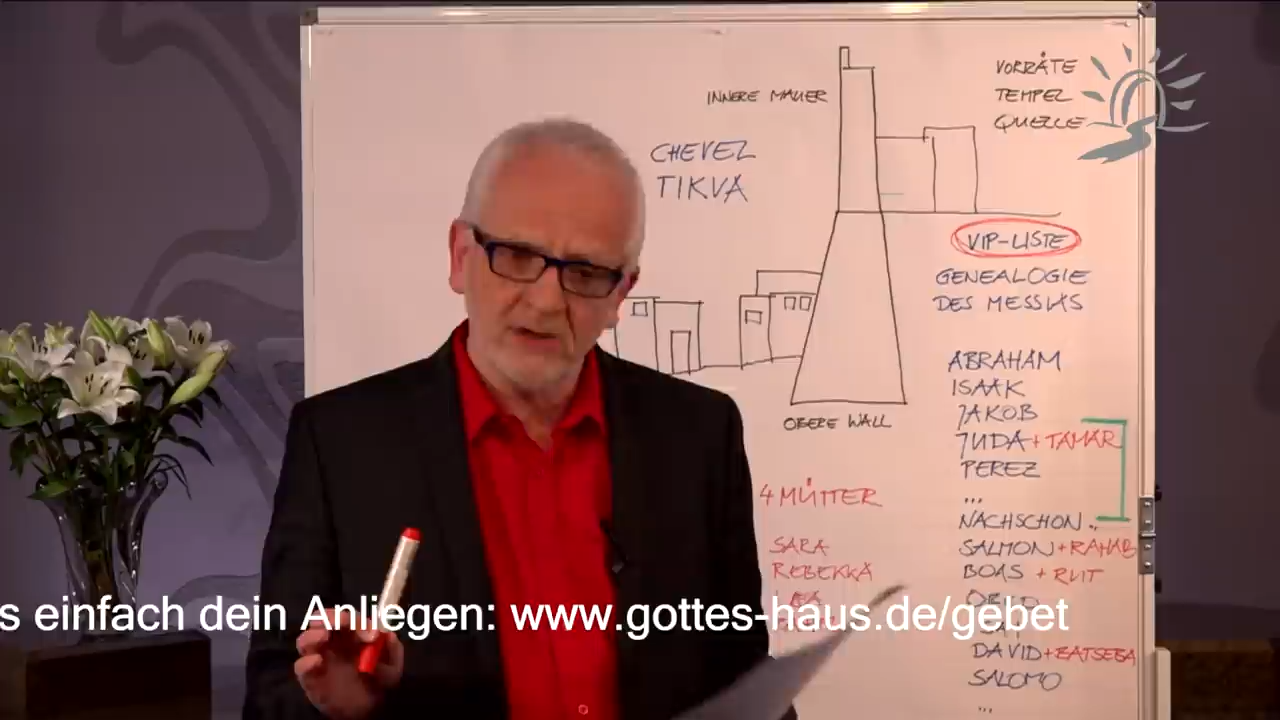 INNERE MAUER
VORRÄTE
TEMPEL
QUELLE
CHEVEL
TIKVA
VIP-LISTE
GENEALOGIE
DES MESSIAS
OBERE WALL
ABRAHAM
ISAAK
JAKOB
JUDA + TAMAR
PEREZ
...
NACHSCHON ..
SALMON + RAHAB
BOAS + RUT
OBED
DAVID + BATSEBA
SALOMO
...
4 MÜTTER
SARA
REBEKKA
LEA
s einfach dein Anliegen: www.gottes-haus.de/gebet